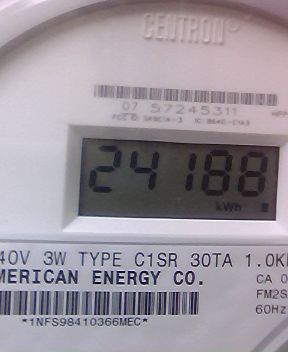 CENTRON®
07 57245311
24188
kWh
40V 3W TYPE C1SR 30TA 1.0K
MERICAN ENERGY CO.
CA 0
FM2S
60Hz
*1NFS98410366MEC*